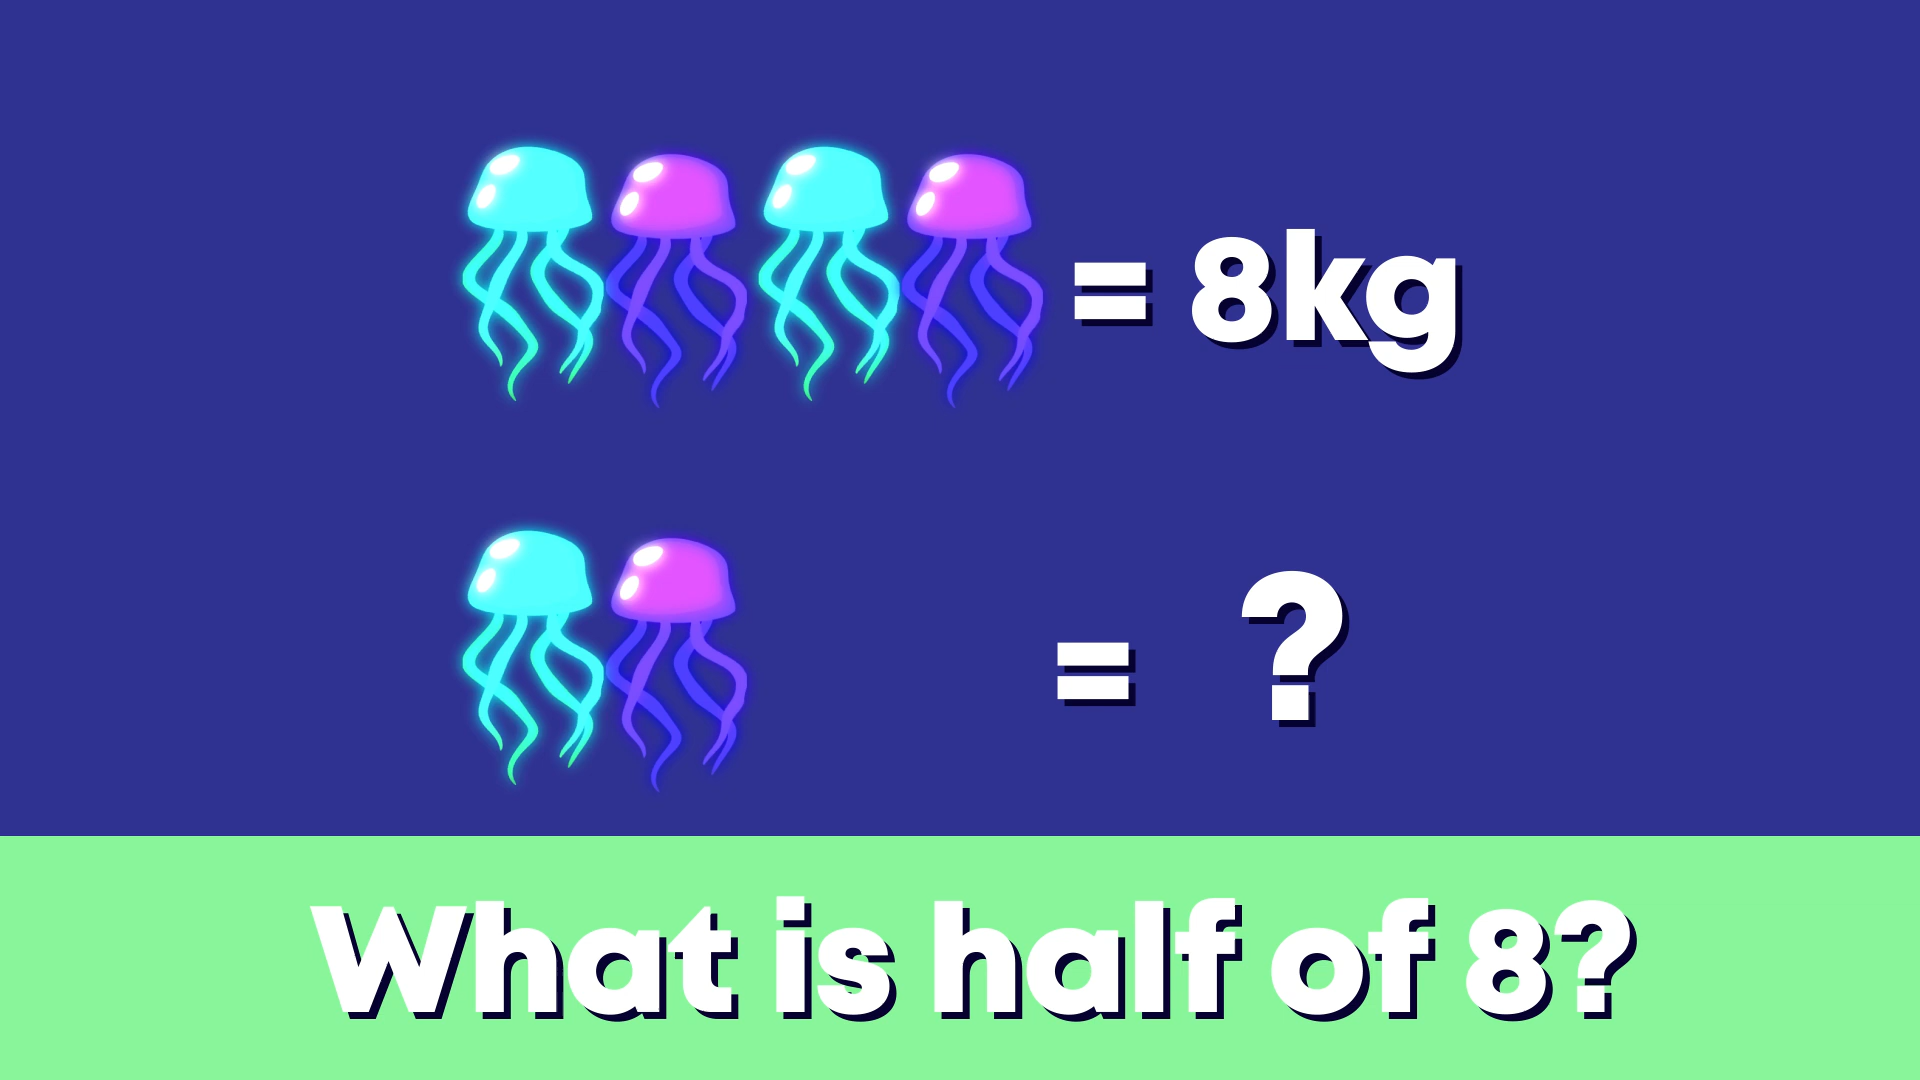 = 8kg
= ?
What is half of 8?